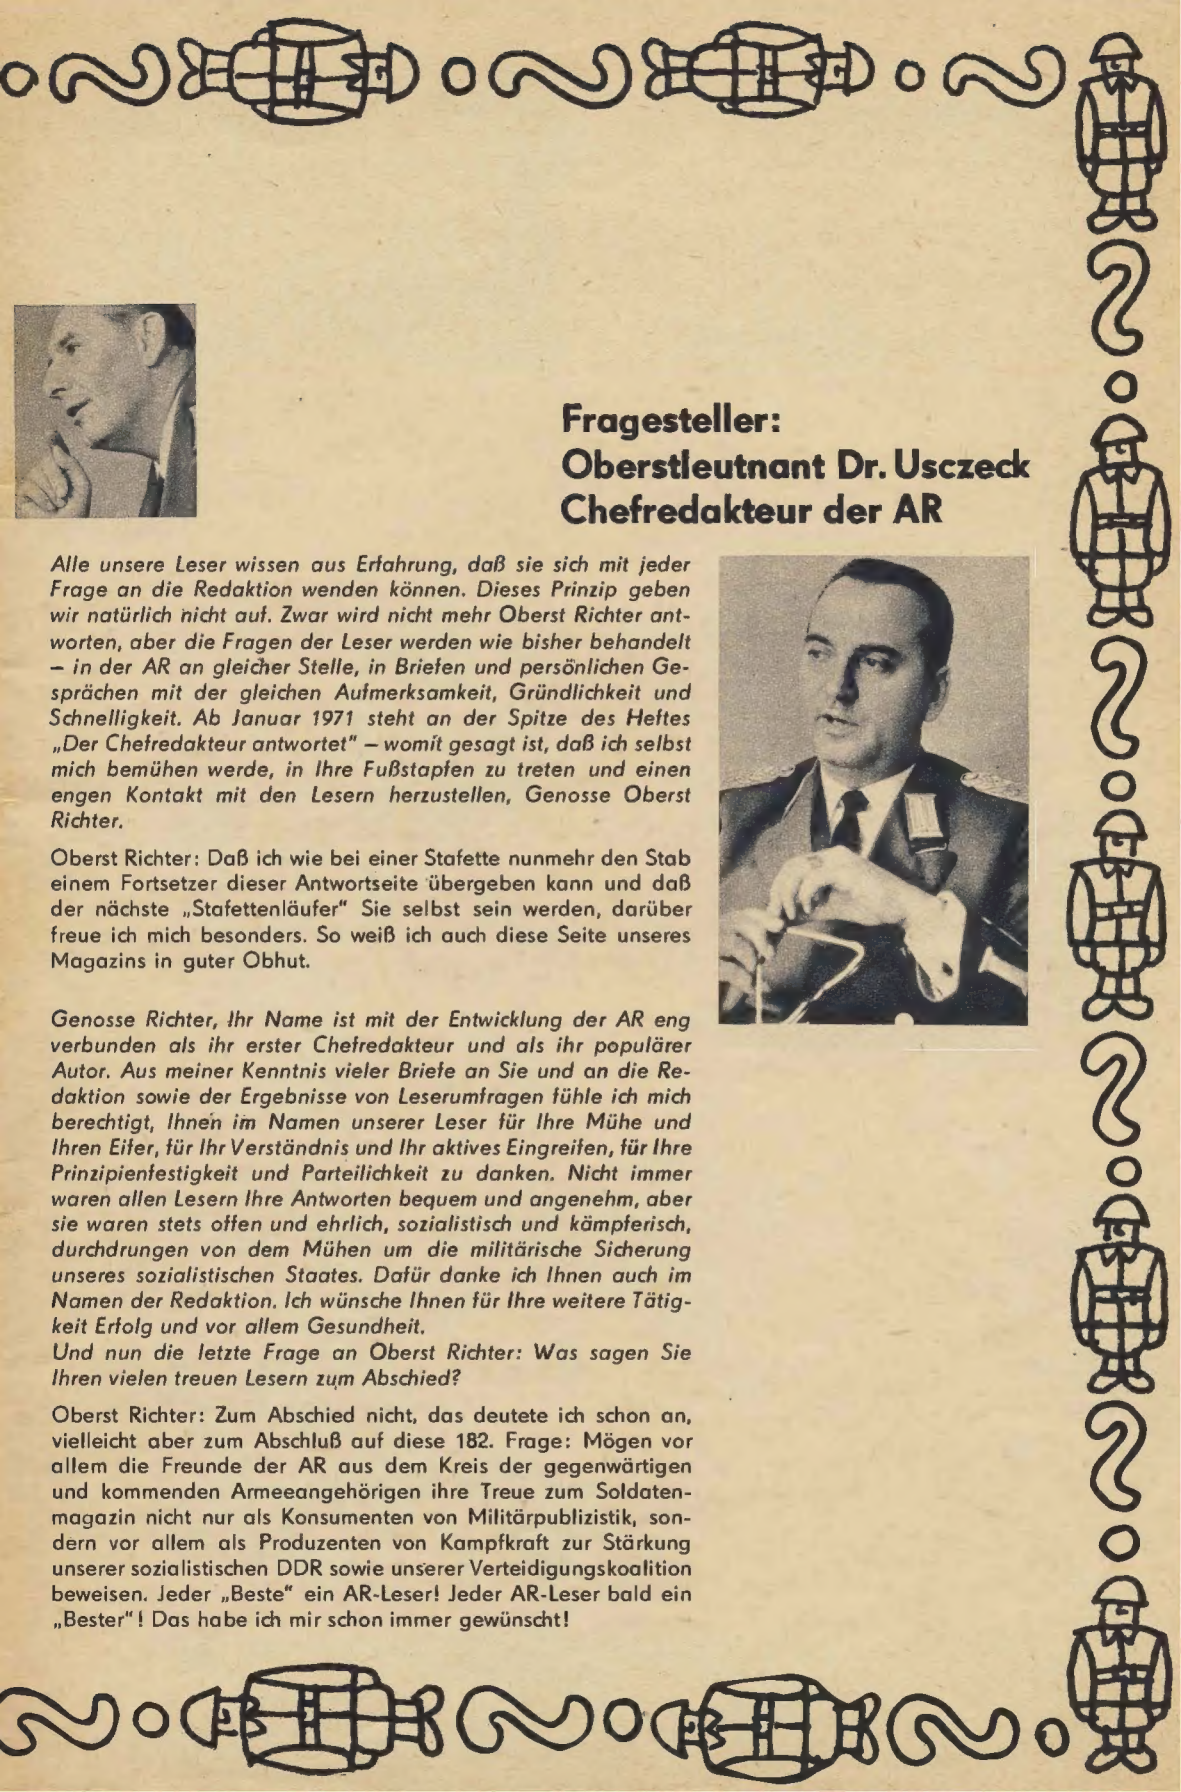 Fragesteller:
Oberstleutnant Dr. Usczeck
Chefredakteur der AR
Alle unsere Leser wissen aus Erfahrung, daß sie sich mit jeder
Frage an die Redaktion wenden können. Dieses Prinzip geben
wir natürlich nicht auf. Zwar wird nicht mehr Oberst Richter ant-
worten, aber die Fragen der Leser werden wie bisher behandelt
– in der AR an gleicher Stelle, in Briefen und persönlichen Ge-
sprächen mit der gleichen Aufmerksamkeit, Gründlichkeit und
Schnelligkeit. Ab Januar 1971 steht an der Spitze des Heftes
„Der Chefredakteur antwortet“ – womit gesagt ist, daß ich selbst
mich bemühen werde, in Ihre Fußstapfen zu treten und einen
engen Kontakt mit den Lesern herzustellen, Genosse Oberst
Richter.
Oberst Richter: Daß ich wie bei einer Stafette nunmehr den Stab
einem Fortsetzer dieser Antwortseite übergeben kann und daß
der nächste „Stafettenläufer“ Sie selbst sein werden, darüber
freue ich mich besonders. So weiß ich auch diese Seite unseres
Magazins in guter Obhut.
Genosse Richter, Ihr Name ist mit der Entwicklung der AR eng
verbunden als ihr erster Chefredakteur und als ihr populärer
Autor. Aus meiner Kenntnis vieler Briefe an Sie und an die Re-
daktion sowie der Ergebnisse von Leserumfragen fühle ich mich
berechtigt, Ihnen im Namen unserer Leser für Ihre Mühe und
Ihren Eifer, für Ihr Verständnis und Ihr aktives Eingreifen, für Ihre
Prinzipienfestigkeit und Parteilichkeit zu danken. Nicht immer
waren allen Lesern Ihre Antworten bequem und angenehm, aber
sie waren stets offen und ehrlich, sozialistisch und kämpferisch,
durchdrungen von dem Mühen um die militärische Sicherung
unseres sozialistischen Staates. Dafür danke ich Ihnen auch im
Namen der Redaktion. Ich wünsche Ihnen für Ihre weitere Tätig-
keit Erfolg und vor allem Gesundheit.
Und nun die letzte Frage an Oberst Richter: Was sagen Sie
Ihren vielen treuen Lesern zum Abschied?
Oberst Richter: Zum Abschied nicht, das deutete ich schon an,
vielleicht aber zum Abschluß auf diese 182. Frage: Mögen vor
allem die Freunde der AR aus dem Kreis der gegenwärtigen
und kommenden Armeeangehörigen ihre Treue zum Soldaten-
magazin nicht nur als Konsumenten von Militärpublizistik, son-
dern vor allem als Produzenten von Kampfkraft zur Stärkung
unserer sozialistischen DDR sowie unserer Verteidigungskoalition
beweisen. Jeder „Beste“ ein AR-Leser! Jeder AR-Leser bald ein
„Bester“! Das habe ich mir schon immer gewünscht!